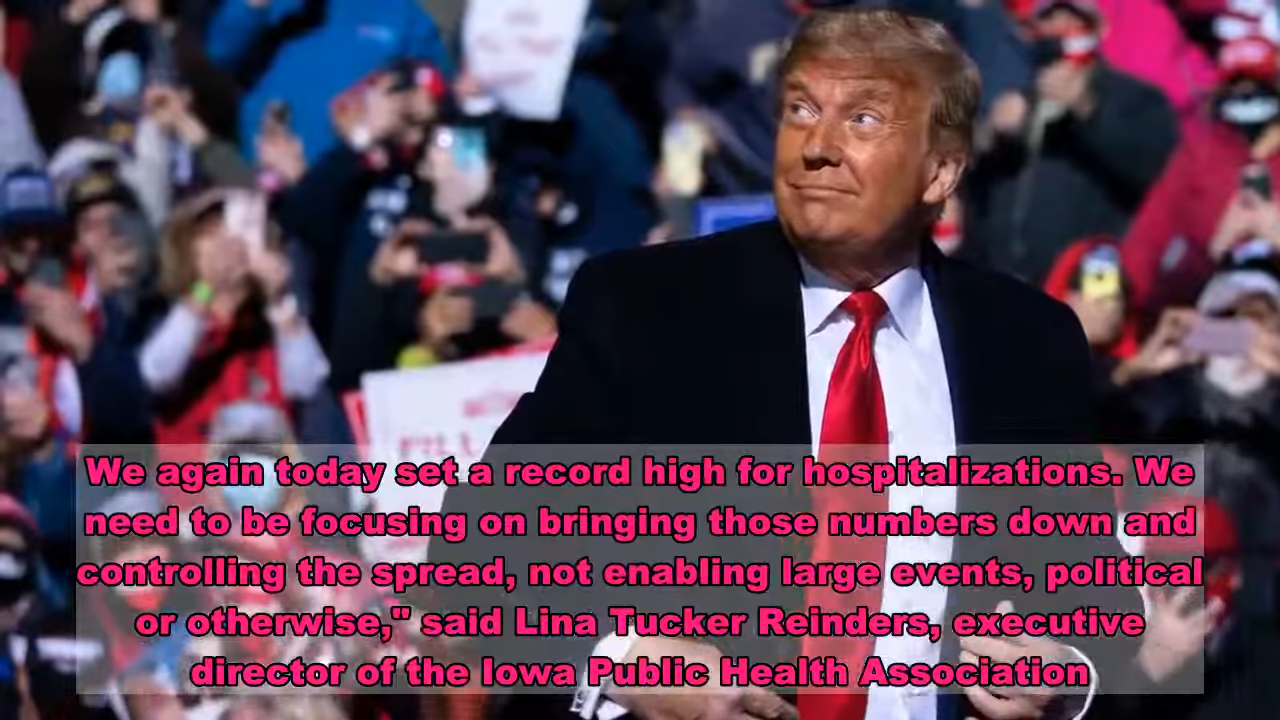 We again today set a record high for hospitalizations. We
need to be focusing on bringing those numbers down and
controlling the spread, not enabling large events, political
or otherwise," said Lina Tucker Reinders, executive
director of the Iowa Public Health Association